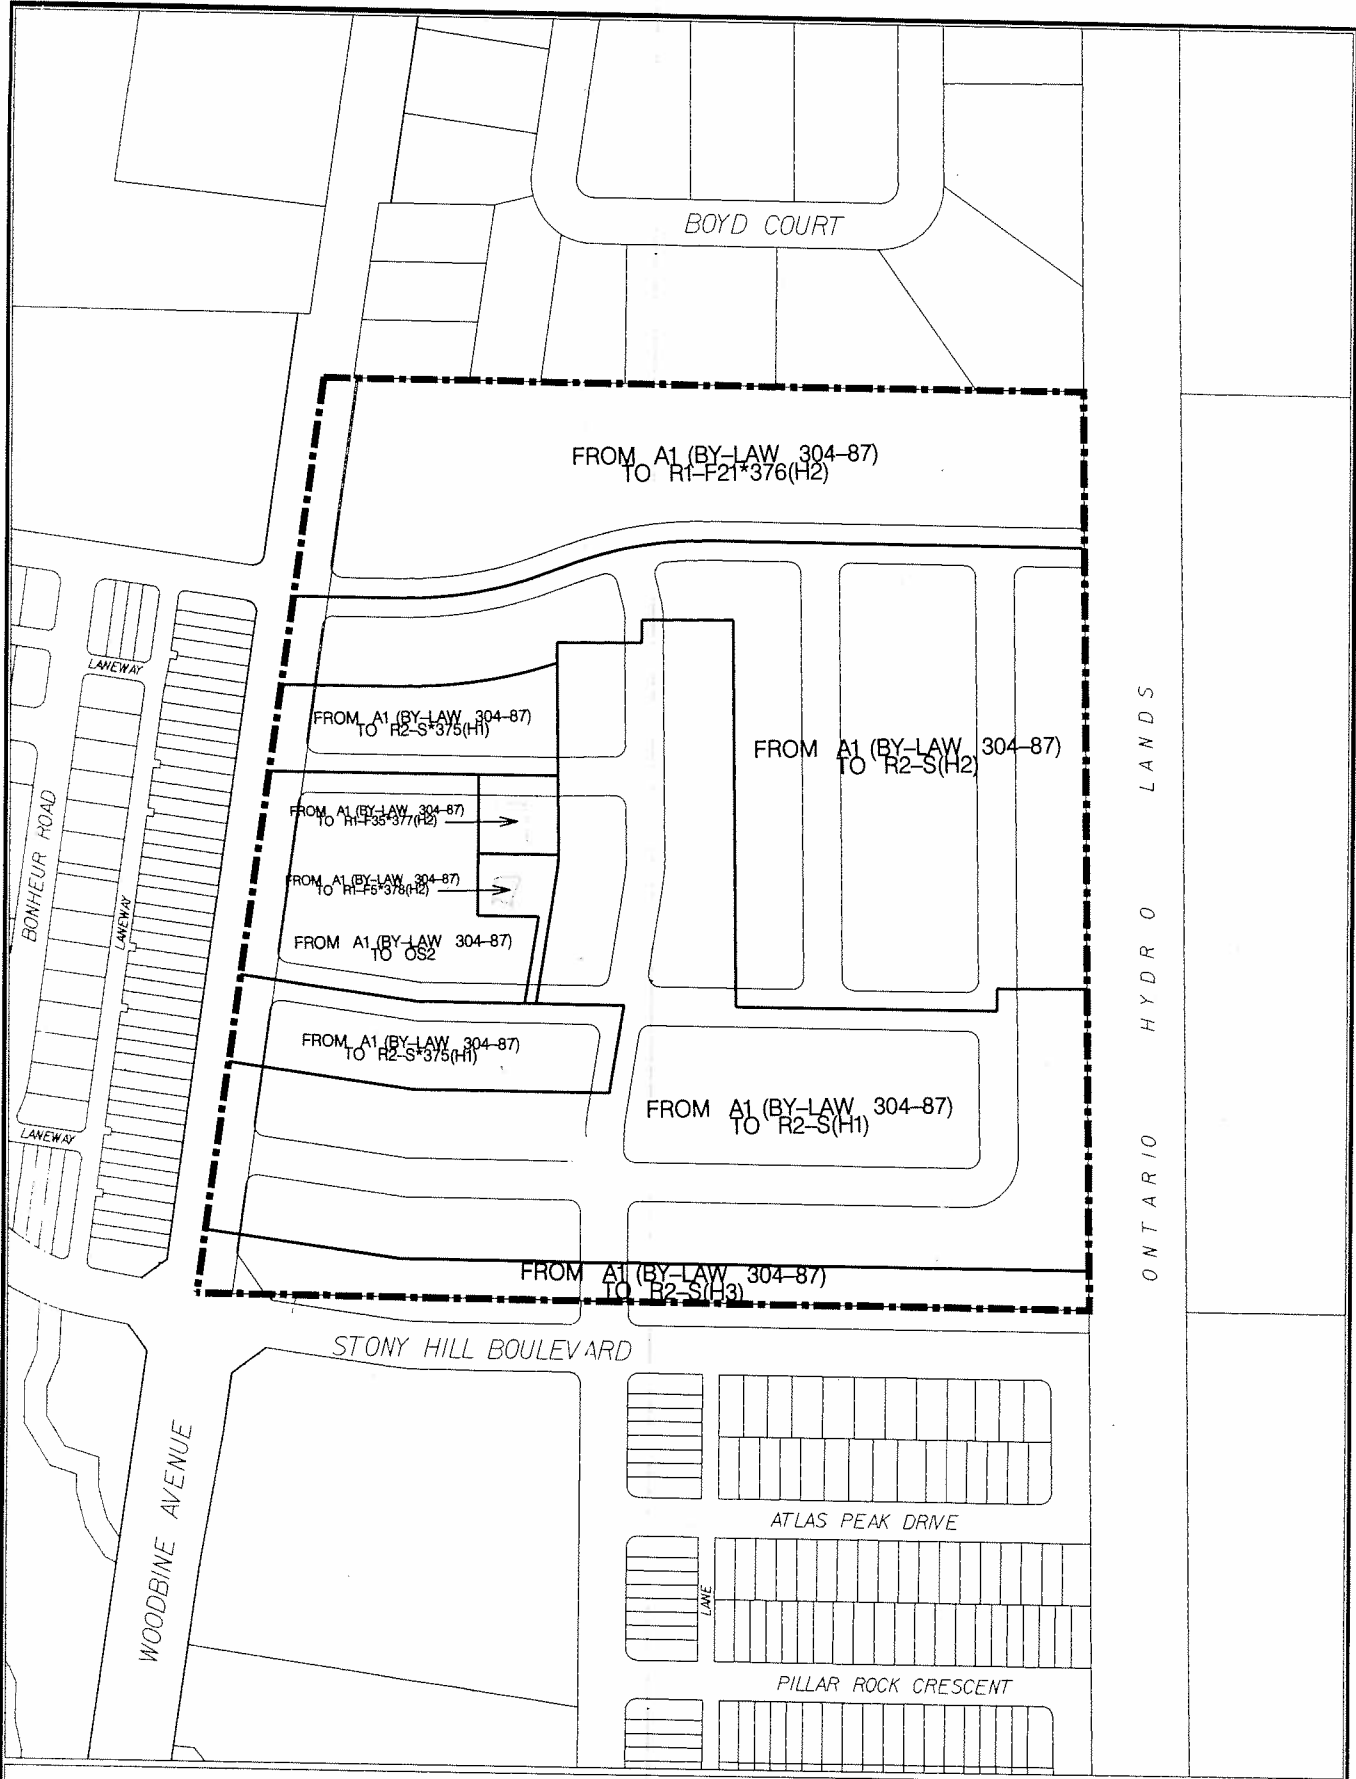 BOYD COURT
FROM A1 (BY-LAW 304-87)
TO R1-F21*376(H2)
LANEWAY
FROM A1 (BY-LAW 304-87)
TO R2-S*375(H1)
FROM A1 (BY-LAW 304-87)
TO R2-S(H2)
ONTARIO HYDRO LANDS
BONHEUR ROAD
LANEWAY
FROM A1 (BY-LAW 304-87)
TO R1-F35*377(H2)
FROM A1 (BY-LAW 304-87)
TO R1-F5*378(H2)
FROM A1 (BY-LAW 304-87)
TO OS2
FROM A1 (BY-LAW 304-87)
TO R2-S*375(H1)
FROM A1 (BY-LAW 304-87)
TO R2-S(H1)
LANEWAY
FROM A1 (BY-LAW 304-87)
TO R2-S(H3)
STONY HILL BOULEVARD
WOODBINE AVENUE
ATLAS PEAK DRIVE
LANE
PILLAR ROCK CRESCENT